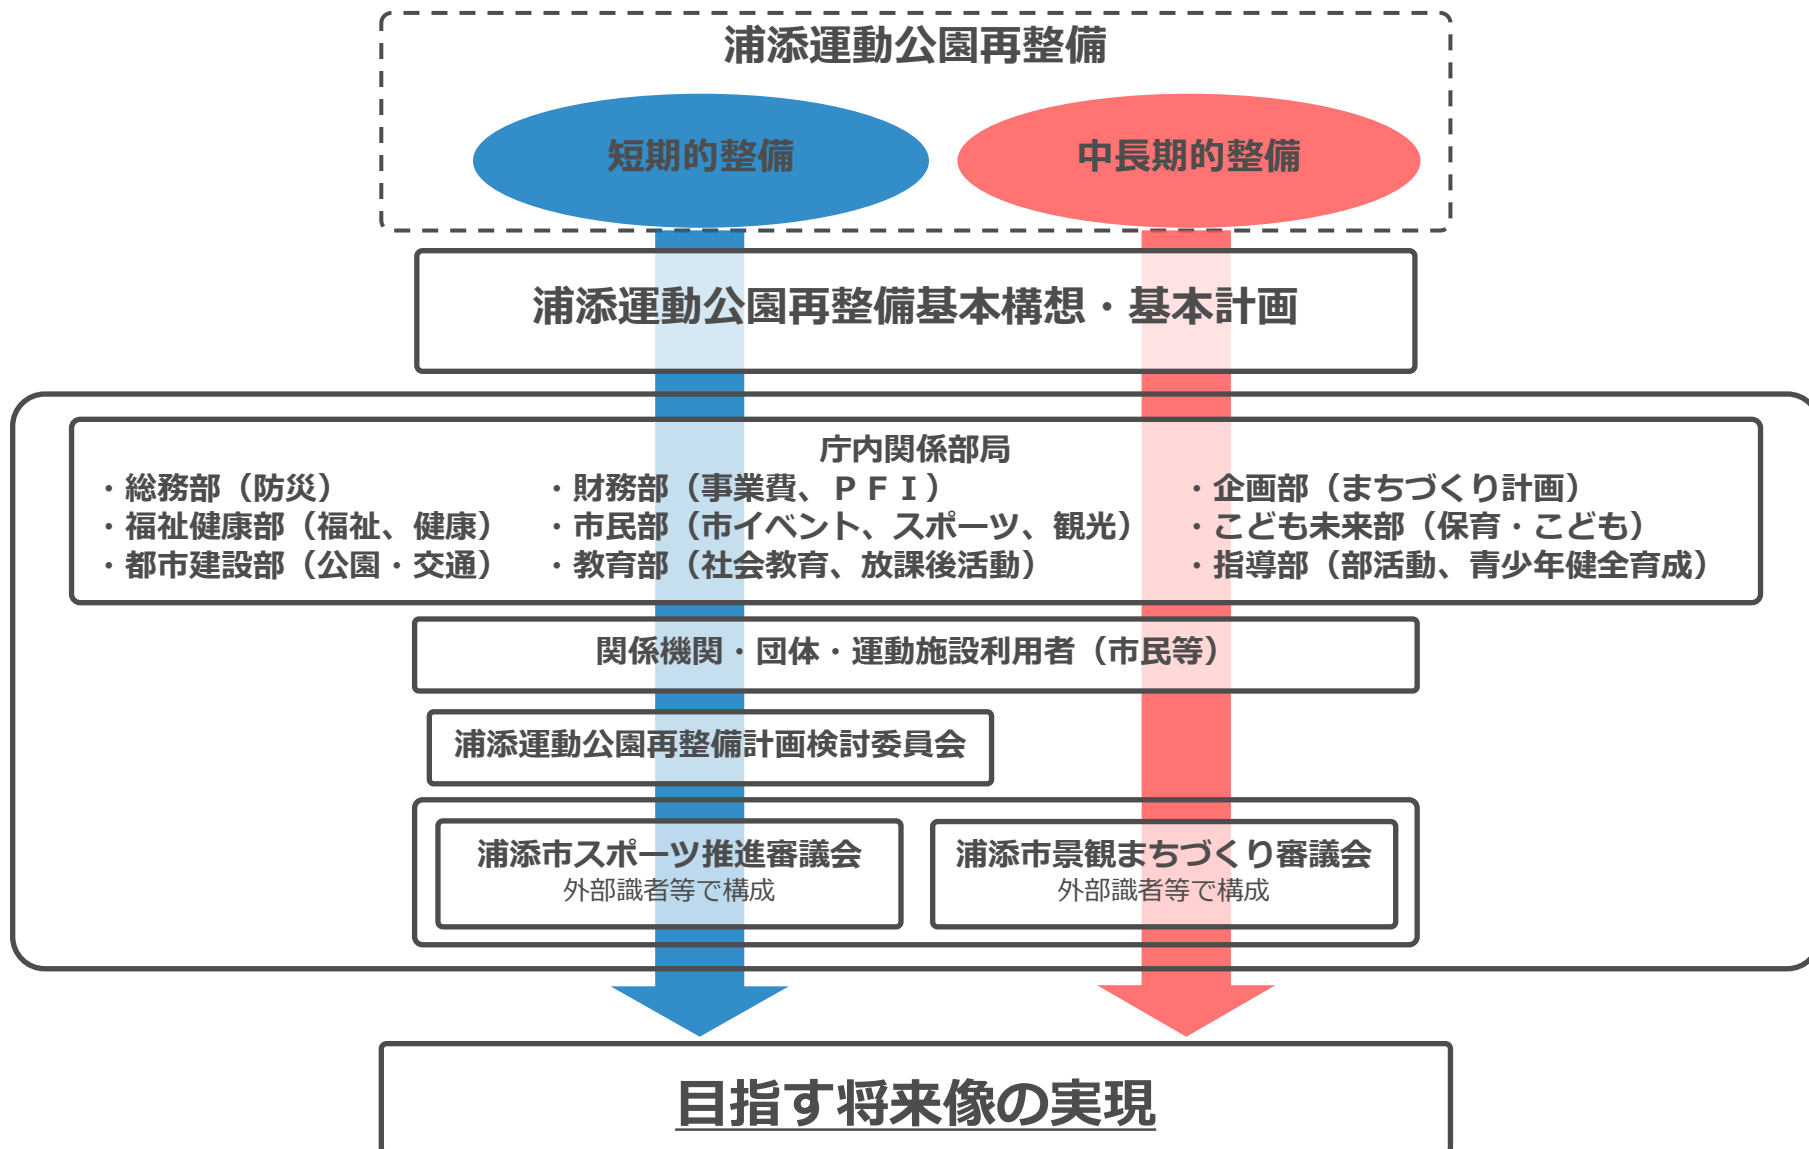 浦添運動公園再整備
短期的整備
中長期的整備
浦添運動公園再整備基本構想・基本計画
庁内関係部局
・総務部（防災）　・財務部（事業費、ＰＦＩ）　・企画部（まちづくり計画）
・福祉健康部（福祉、健康）　・市民部（市イベント、スポーツ、観光）　・こども未来部（保育・こども）
・都市建設部（公園・交通）　・教育部（社会教育、放課後活動）　・指導部（部活動、青少年健全育成）
関係機関・団体・運動施設利用者（市民等）
浦添運動公園再整備計画検討委員会
浦添市スポーツ推進審議会
外部識者等で構成
浦添市景観まちづくり審議会
外部識者等で構成
目指す将来像の実現